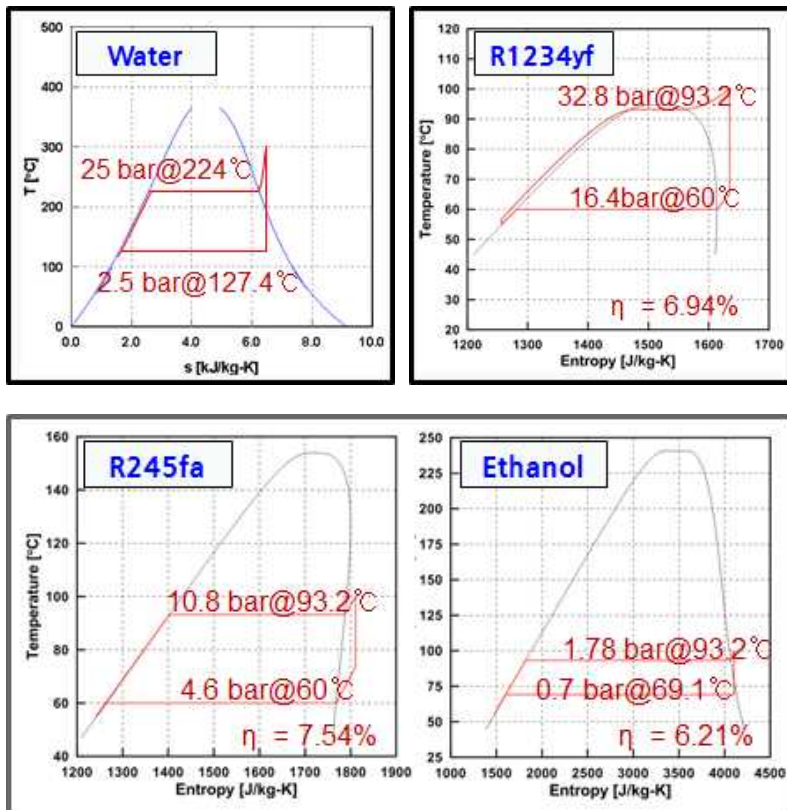 Water
T [°C]
500
400
300
200
100
0
25 bar@224℃
2.5 bar@127.4℃
0.0 2.0 4.0 6.0 8.0 10.0
s [kJ/kg-K]
R1234yf
Temperature [°C]
120
110
100
90
80
70
60
50
40
30
20
32.8 bar@93.2℃
16.4bar@60℃
η = 6.94%
1200 1300 1400 1500 1600 1700
Entropy [J/kg-K]
R245fa
Temperature [°C]
160
140
120
100
80
60
40
10.8 bar@93.2℃
4.6 bar@60℃
η = 7.54%
1200 1300 1400 1500 1600 1700 1800 1900
Entropy [J/kg-K]
Ethanol
Temperature [°C]
250
225
200
175
150
125
100
75
50
25
1.78 bar@93.2℃
0.7 bar@69.1℃
η = 6.21%
1000 1500 2000 2500 3000 3500 4000 4500
Entropy [J/kg-K]